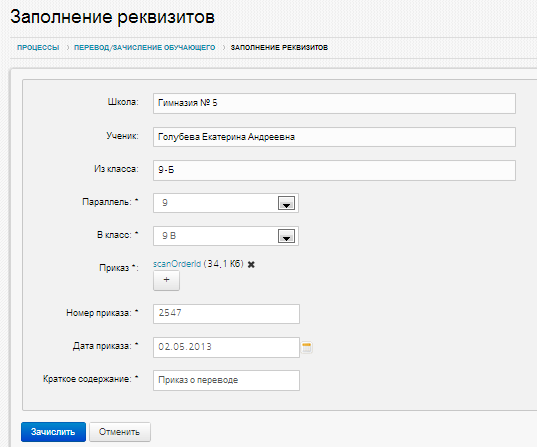 Заполнение реквизитов
ПРОЦЕССЫ > ПЕРЕВОД/ЗАЧИСЛЕНИЕ ОБУЧАЮЩЕГО > ЗАПОЛНЕНИЕ РЕКВИЗИТОВ
Школа: Гимназия № 5
Ученик: Голубева Екатерина Андреевна
Из класса: 9-Б
Параллель: * 9
В класс: * 9 В
Приказ *: scanOrderId (34,1 Кб) ✖
+
Номер приказа: * 2547
Дата приказа: * 02.05.2013
Краткое содержание: * Приказ о переводе
Зачислить Отменить